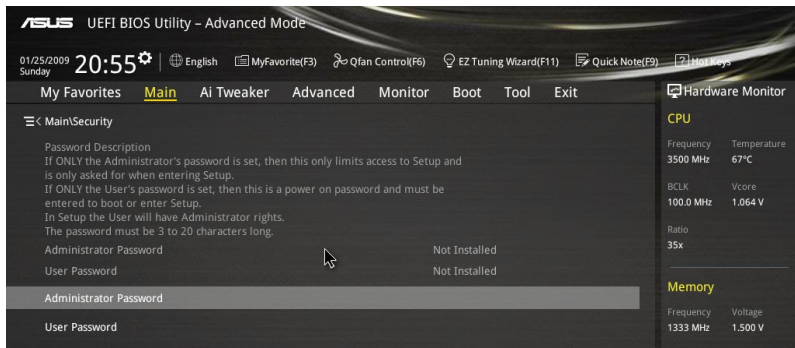 ASUS UEFI BIOS Utility – Advanced Mode
01/25/2009 Sunday 20:55 English MyFavorite(F3) Qfan Control(F6) EZ Tuning Wizard(F11) Quick Note(F9) ? Hot Keys
My Favorites Main Ai Tweaker Advanced Monitor Boot Tool Exit
Main\Security
Password Description
If ONLY the Administrator's password is set, then this only limits access to Setup and
is only asked for when entering Setup.
If ONLY the User's password is set, then this is a power on password and must be
entered to boot or enter Setup.
In Setup the User will have Administrator rights.
The password must be 3 to 20 characters long.
Administrator Password Not Installed
User Password Not Installed
Administrator Password
User Password
Hardware Monitor
CPU
Frequency Temperature
3500 MHz 67°C
BCLK Vcore
100.0 MHz 1.064 V
Ratio
35x
Memory
Frequency Voltage
1333 MHz 1.500 V